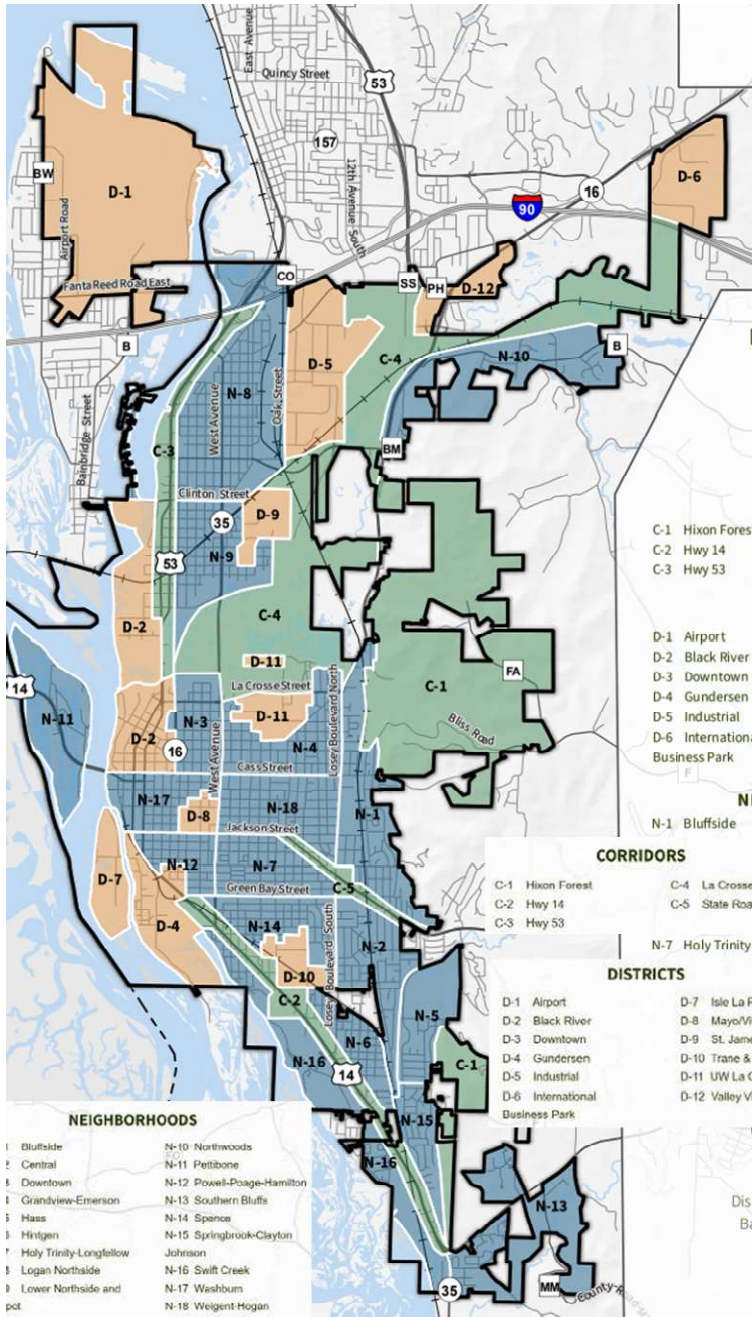 East Avenue
Quincy Street
53
157
12th Avenue South
16
D-6
90
BW
D-1
Airport Road
Fanta Reed Road East
CO
SS
PH
D-12
B
B
C-4
N-10
D-5
N-8
West Avenue
Oak Street
Bainbridge Street
C-3
BM
Clinton Street
35
D-9
53
N-9
C-4
D-2
D-11
FA
C-1
14
La Crosse Street
Losey Boulevard North
N-11
N-3
D-11
Bliss Road
D-2
16
West Avenue
N-4
Cass Street
F
N-17
D-8
N-18
N-1
Jackson Street
N-12
N-7
D-7
Green Bay Street
C-5
D-4
N-14
Losey Boulevard South
N-2
D-10
C-2
N-5
N-6
N-16
14
C-1
N-15
N-16
N-13
MM
35
County Road
C-1 Hixon Fores
C-2 Hwy 14
C-3 Hwy 53
D-1 Airport
D-2 Black River
D-3 Downtown
D-4 Gundersen
D-5 Industrial
D-6 Internationa
Business Park
N-1 Bluffside
N-7 Holy Trinity
CORRIDORS
C-1 Hixon Forest
C-2 Hwy 14
C-3 Hwy 53
C-4 La Crosse
C-5 State Roa
DISTRICTS
D-1 Airport
D-2 Black River
D-3 Downtown
D-4 Gundersen
D-5 Industrial
D-6 International
Business Park
D-7 Isle La P
D-8 Mayo/Vi
D-9 St. Jame
D-10 Trane &
D-11 UW La C
D-12 Valley Vi
NEIGHBORHOODS
Bluffside
Central
Downtown
Grandview-Emerson
Hass
Hintgen
Holy Trinity-Longfellow
Logan Northside
Lower Northside and
pot
N-10 Northwoods
N-11 Pettibone
N-12 Powell-Poage-Hamilton
N-13 Southern Bluffs
N-14 Spence
N-15 Springbrook-Clayton
Johnson
N-16 Swift Creek
N-17 Washburn
N-18 Weigent-Hogan
Dis
Ba